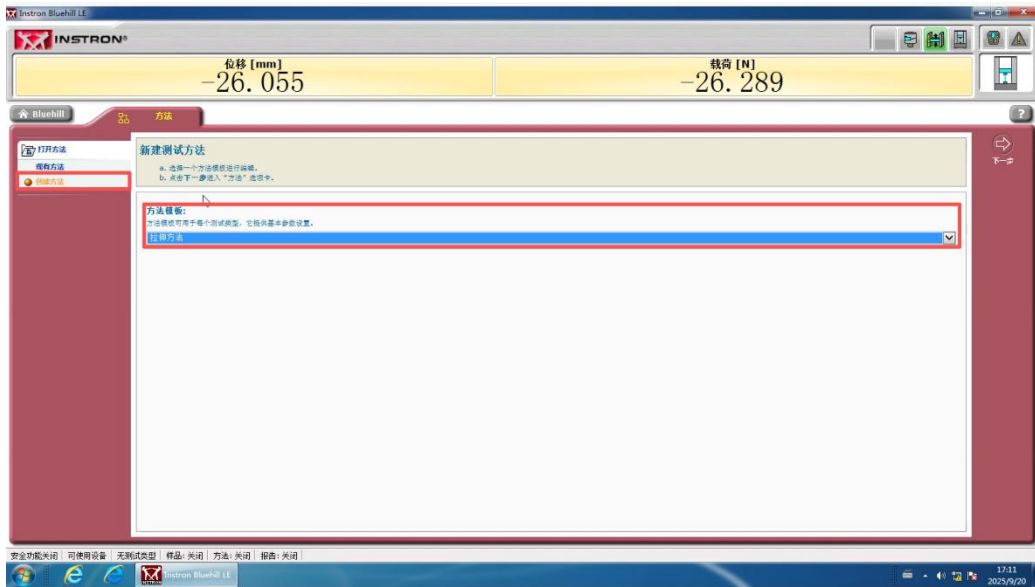 Instron Bluehill LE
INSTRON®
位移 [mm]
-26.055
载荷 [N]
-26.289
Bluehill
方法
?
打开方法
现有方法
创建方法
新建测试方法
a. 选择一个方法模板进行编辑。
b. 点击下一步进入“方法”选项卡。
下一步
方法模板:
方法模板可用于每个测试类型，它提供基本参数设置。
拉伸方法
安全功能关闭 可使用设备 无测试类型 样品: 关闭 方法: 关闭 报告: 关闭
Instron Bluehill LE
17:11
2025/9/20